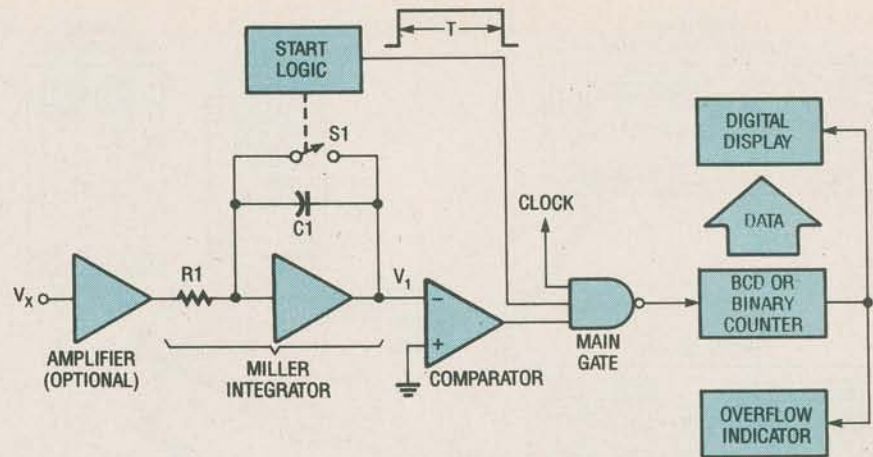 T
START
LOGIC
S1
DIGITAL
DISPLAY
C1
CLOCK
DATA
R1
V₁
Vₓ
−
BCD OR
BINARY
COUNTER
+
AMPLIFIER
(OPTIONAL)
MILLER
INTEGRATOR
COMPARATOR
MAIN
GATE
OVERFLOW
INDICATOR